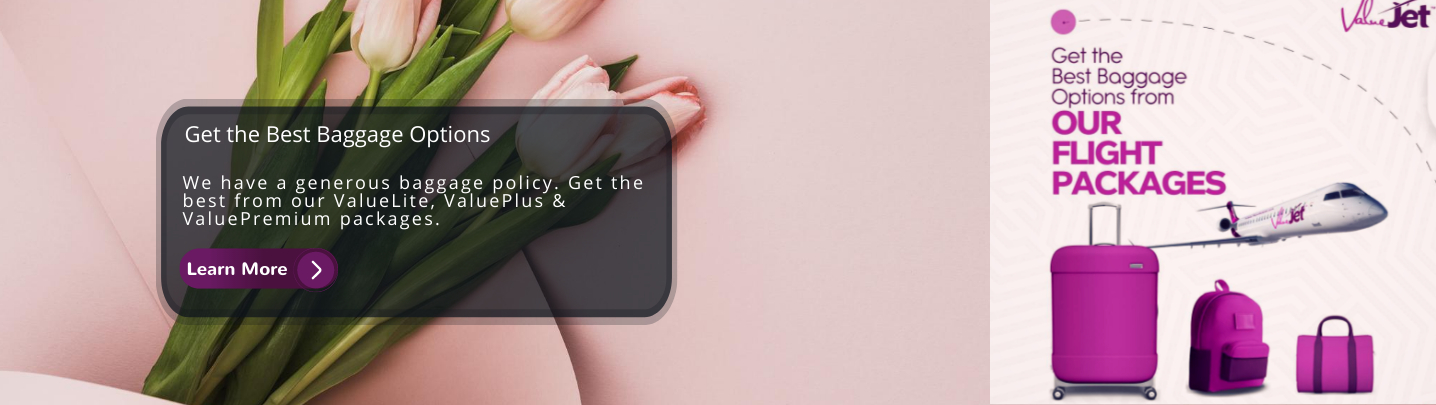 Get the Best Baggage Options
We have a generous baggage policy. Get the
best from our ValueLite, ValuePlus &
ValuePremium packages.
Learn More
ValueJet
Get the
Best Baggage
Options from
OUR
FLIGHT
PACKAGES
ValueJet